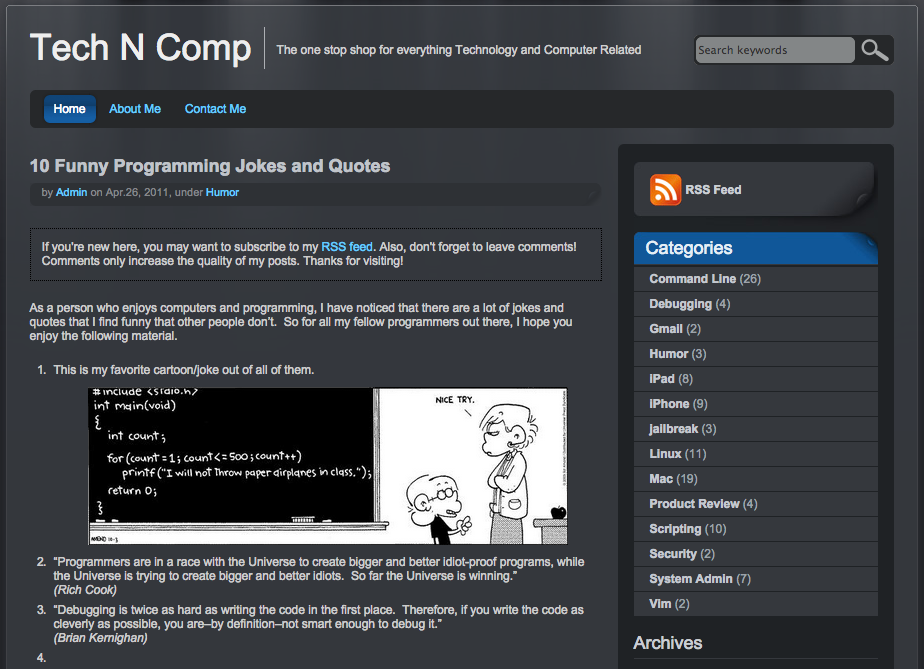 Tech N Comp
The one stop shop for everything Technology and Computer Related
Search keywords
Home
About Me
Contact Me
10 Funny Programming Jokes and Quotes
by Admin on Apr.26, 2011, under Humor
If you're new here, you may want to subscribe to my RSS feed. Also, don't forget to leave comments!
Comments only increase the quality of my posts. Thanks for visiting!
As a person who enjoys computers and programming, I have noticed that there are a lot of jokes and
quotes that I find funny that other people don't.  So for all my fellow programmers out there, I hope you
enjoy the following material.
1. This is my favorite cartoon/joke out of all of them.
#include <stdio.h>
int main(void)
{
int count;
for(count=1; count<=500; count++)
printf("I will not throw paper airplanes in class.");
return 0;
}
AMEND 10-3
NICE TRY.
2. "Programmers are in a race with the Universe to create bigger and better idiot-proof programs, while
the Universe is trying to create bigger and better idiots.  So far the Universe is winning."
(Rich Cook)
3. "Debugging is twice as hard as writing the code in the first place.  Therefore, if you write the code as
cleverly as possible, you are–by definition–not smart enough to debug it."
(Brian Kernighan)
4.
RSS Feed
Categories
Command Line (26)
Debugging (4)
Gmail (2)
Humor (3)
iPad (8)
iPhone (9)
jailbreak (3)
Linux (11)
Mac (19)
Product Review (4)
Scripting (10)
Security (2)
System Admin (7)
Vim (2)
Archives